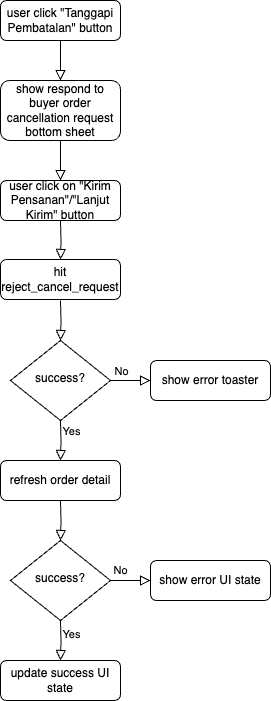 user click "Tanggapi
Pembatalan" button
show respond to
buyer order
cancellation request
bottom sheet
user click on "Kirim
Pensanan"/"Lanjut
Kirim" button
hit
reject_cancel_request
success?
No
show error toaster
Yes
refresh order detail
success?
No
show error UI state
Yes
update success UI
state